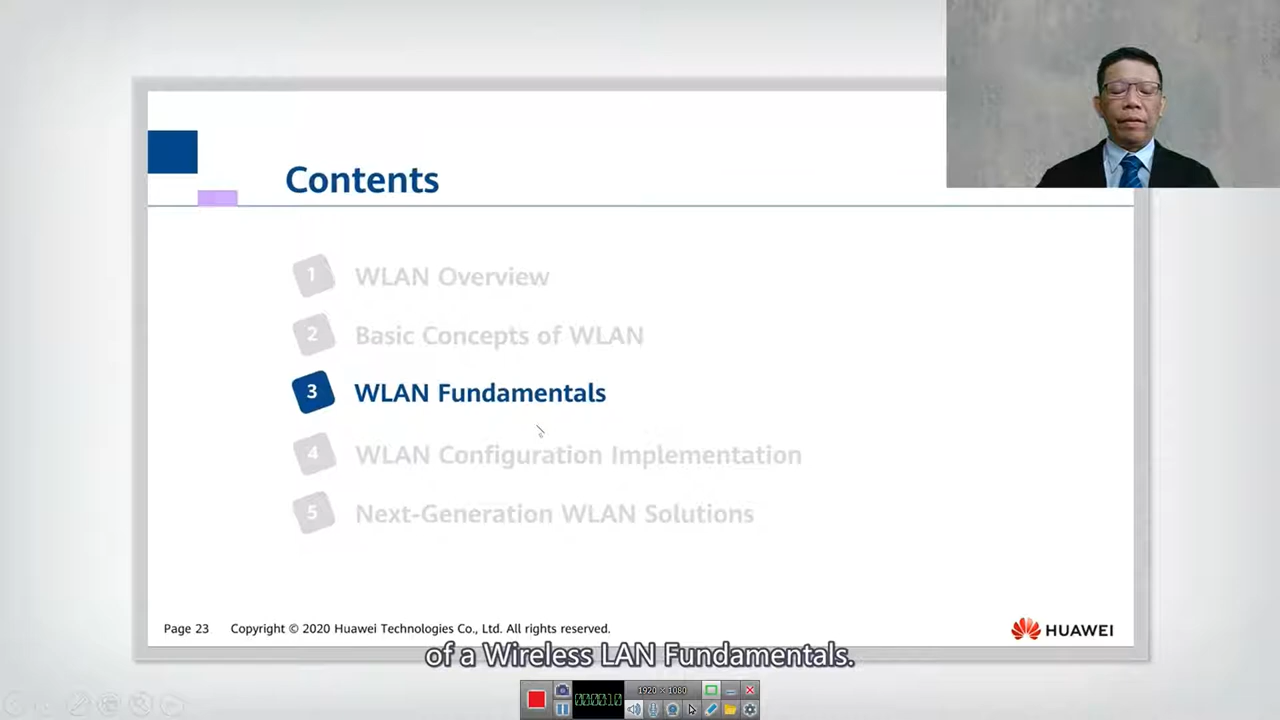 Contents
1 WLAN Overview
2 Basic Concepts of WLAN
3 WLAN Fundamentals
4 WLAN Configuration Implementation
5 Next-Generation WLAN Solutions
Page 23 Copyright © 2020 Huawei Technologies Co., Ltd. All rights reserved.
HUAWEI
of a Wireless LAN Fundamentals.
1920 × 1080